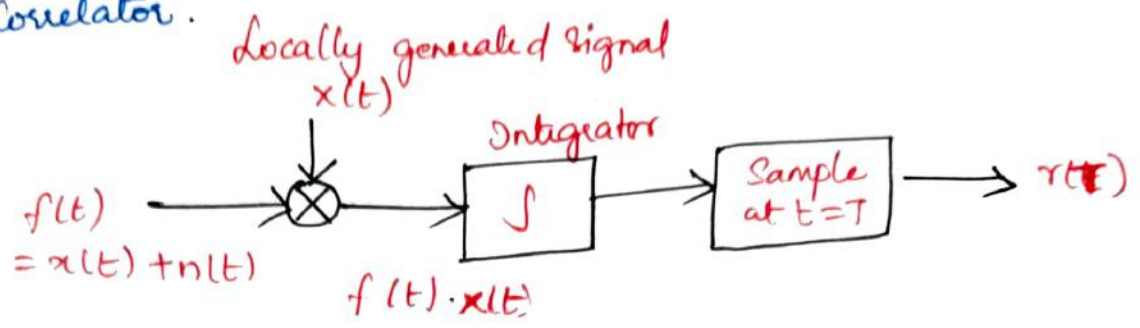 Correlator.
Locally generated signal
x(t)
Integrator
f(t)
= x(t) + n(t)
∫
Sample
at t=T
r(T)
f(t).x(t)